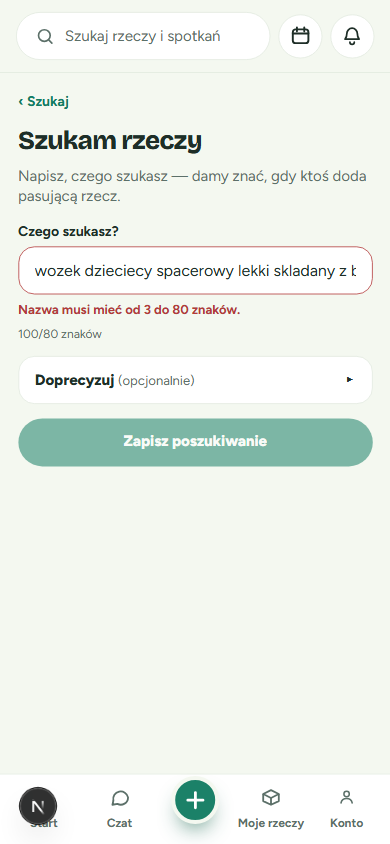 Szukaj rzeczy i spotkań
‹ Szukaj
Szukam rzeczy
Napisz, czego szukasz — damy znać, gdy ktoś doda
pasującą rzecz.
Czego szukasz?
wozek dzieciecy spacerowy lekki skladany z
Nazwa musi mieć od 3 do 80 znaków.
100/80 znaków
Doprecyzuj (opcjonalnie)
Zapisz poszukiwanie
N
Start Czat Moje rzeczy Konto